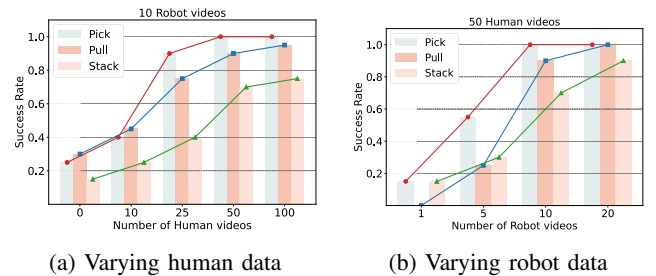 10 Robot videos
Success Rate
1.0
0.8
0.6
0.4
0.2
Pick
Pull
Stack
0 10 25 50 100
Number of Human videos
(a) Varying human data
50 Human videos
Success Rate
1.0
0.8
0.6
0.4
0.2
Pick
Pull
Stack
1 5 10 20
Number of Robot videos
(b) Varying robot data